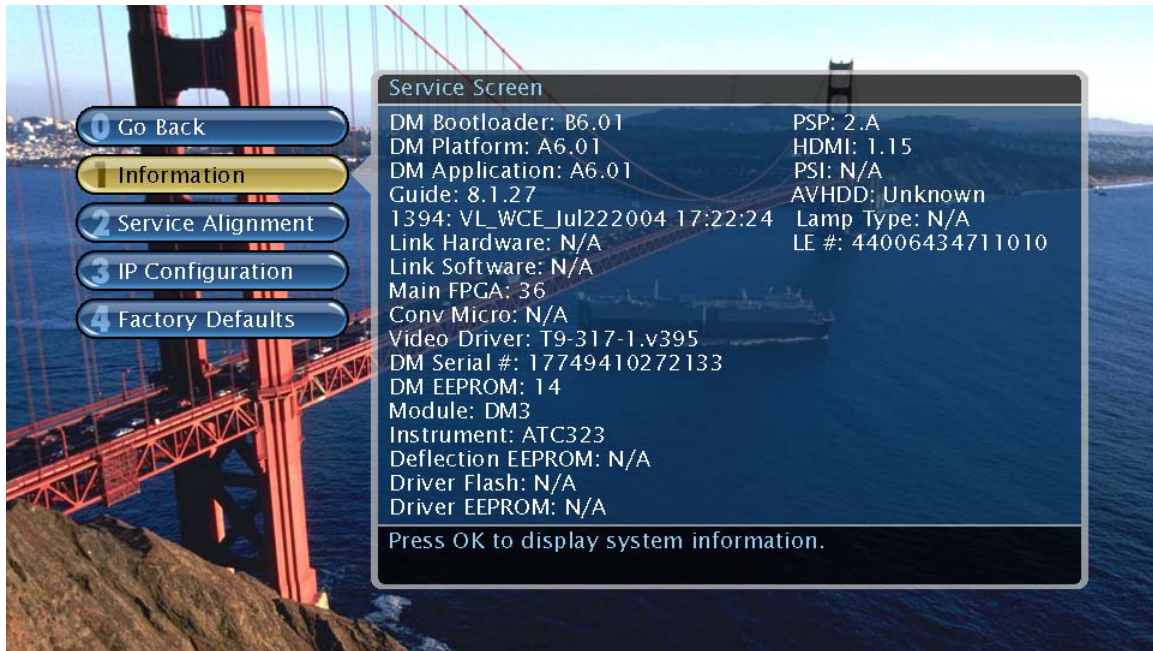 Service Screen
0 Go Back
1 Information
2 Service Alignment
3 IP Configuration
4 Factory Defaults
DM Bootloader: B6.01
DM Platform: A6.01
DM Application: A6.01
Guide: 8.1.27
1394: VL_WCE_Jul222004 17:22:24
Link Hardware: N/A
Link Software: N/A
Main FPGA: 36
Conv Micro: N/A
Video Driver: T9-317-1.v395
DM Serial #: 17749410272133
DM EEPROM: 14
Module: DM3
Instrument: ATC323
Deflection EEPROM: N/A
Driver Flash: N/A
Driver EEPROM: N/A
PSP: 2.A
HDMI: 1.15
PSI: N/A
AVHDD: Unknown
Lamp Type: N/A
LE #: 44006434711010
Press OK to display system information.